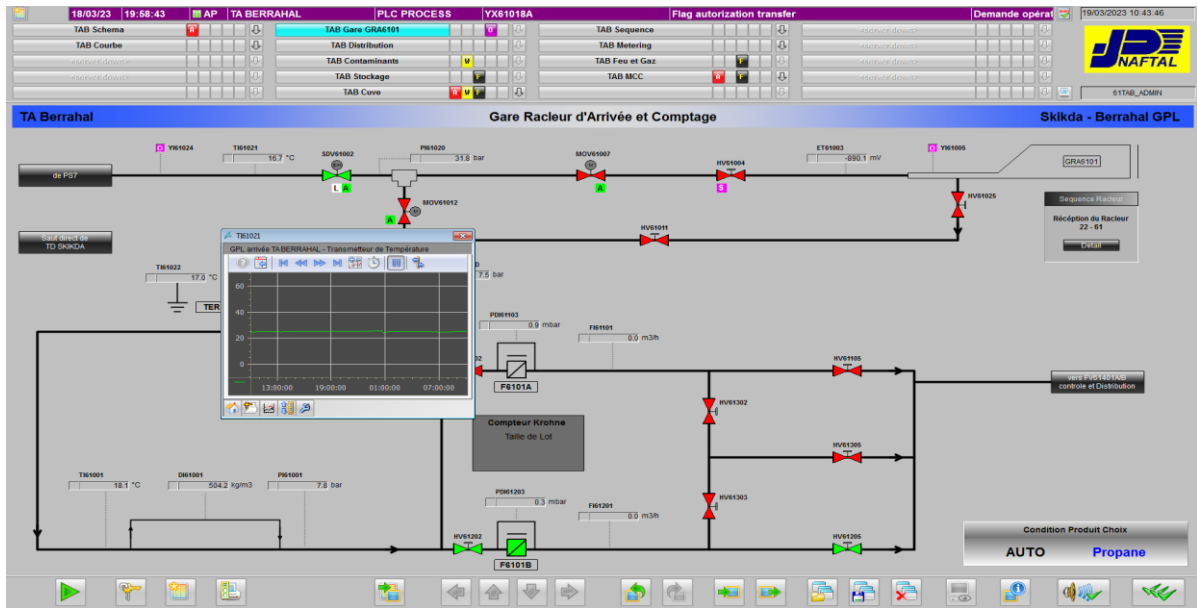 18/03/23 19:58:43 AP TA BERRAHAL PLC PROCESS YX61018A Flag autorization transfer Demande opérat 19/03/2023 10:43:46
TAB Schema A TAB Gare GRA6101 O TAB Sequence
TAB Courbe TAB Distribution TAB Metering
TAB Contaminants W TAB Feu et Gaz F
TAB Stockage F TAB MCC A F
TAB Cuve A W F 61TAB_ADMIN
NAFTAL
TA Berrahal Gare Racleur d'Arrivée et Comptage Skikda - Berrahal GPL
YI61024 TI61021 16.7 °C SDV61002 PI61020 31.8 bar MOV61007 HV61004 ET61003 -690.1 mV YI61005
GRA6101
de PS7
L A A S
MOV61012 A HV61025
Sequence Racleur
Récéption du Racleur
22 - 61
Detail
Saut direct de
TD SKIKDA
HV61011
TI61021
GPL arrivée TABERRAHAL - Transmetteur de Température
TI61022 17.0 °C 7.5 bar
TER
60
40
20
0
13:00:00 19:00:00 01:00:00 07:00:00
PDI61103 0.9 mbar FI61101 0.0 m3/h
02 HV61105
F6101A
vers PV61401A/B
controle et Distribution
HV61302
Compteur Krohne
Taille de Lot
HV61305
TI61001 18.1 °C DI61001 504.2 kg/m3 PI61001 7.8 bar
PDI61203 0.3 mbar FI61201 0.0 m3/h HV61303
HV61202 HV61205
F6101B
Condition Produit Choix
AUTO Propane